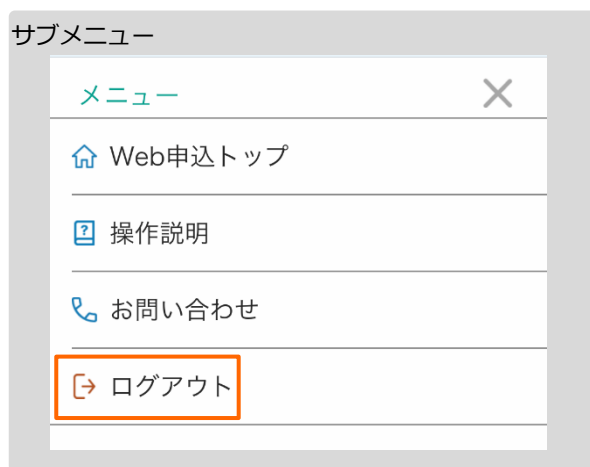 サブメニュー
メニュー
Web申込トップ
操作説明
お問い合わせ
ログアウト